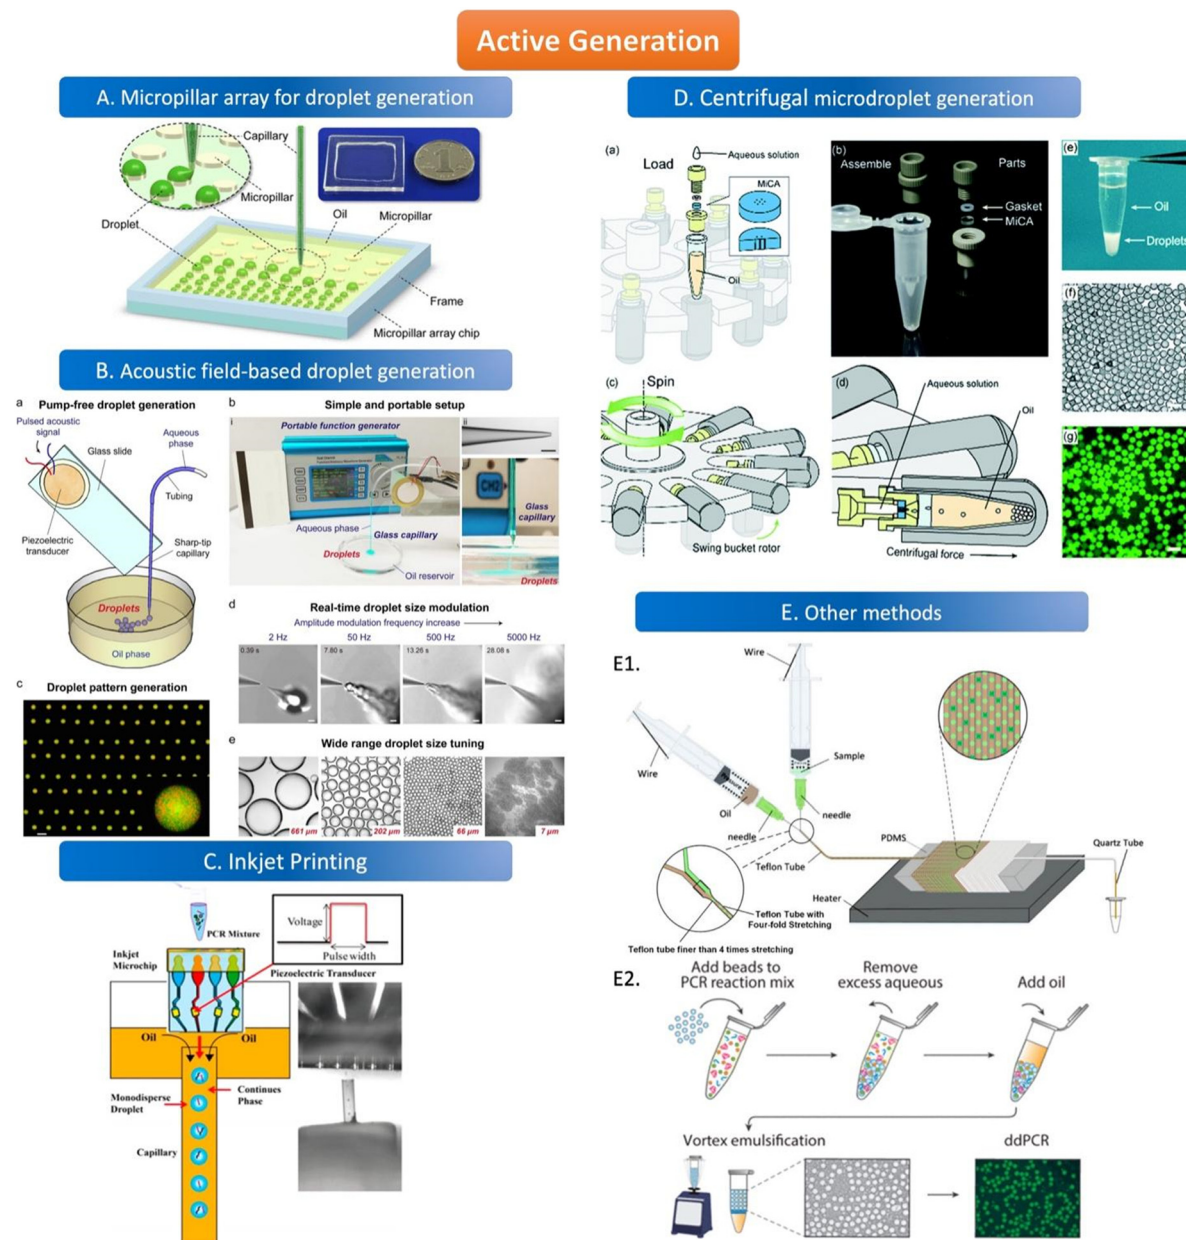 Active Generation
A. Micropillar array for droplet generation
Capillary
Micropillar
Droplet
Oil
Micropillar
Frame
Micropillar array chip
B. Acoustic field-based droplet generation
a
Pump-free droplet generation
Pulsed acoustic
signal
Glass slide
Aqueous
phase
Tubing
Piezoelectric
transducer
Sharp-tip
capillary
Droplets
Oil phase
b
Simple and portable setup
i
Portable function generator
Aqueous phase
Glass capillary
Droplets
Oil reservoir
ii
CH2
Glass
capillary
Droplets
c
Droplet pattern generation
d
Real-time droplet size modulation
Amplitude modulation frequency increase
2 Hz
50 Hz
500 Hz
5000 Hz
0.39 s
7.80 s
13.26 s
28.08 s
e
Wide range droplet size tuning
661 µm
202 µm
66 µm
7 µm
C. Inkjet Printing
PCR Mixture
Inkjet
Microchip
Voltage
Pulse width
Piezoelectric Transducer
Oil
Oil
Monodisperse
Droplet
Continues
Phase
Capillary
D. Centrifugal microdroplet generation
(a)
Load
Aqueous solution
MiCA
Oil
(b)
Assemble
Parts
Gasket
MiCA
(e)
Oil
Droplets
(f)
(g)
(c)
Spin
Swing bucket rotor
(d)
Aqueous solution
Oil
Centrifugal force
E. Other methods
E1.
Wire
Wire
Sample
Oil
needle
needle
Teflon Tube
PDMS
Quartz Tube
Heater
Teflon Tube with
Four-fold Stretching
Teflon tube finer than 4 times stretching
E2.
Add beads to
PCR reaction mix
Remove
excess aqueous
Add oil
Vortex emulsification
ddPCR